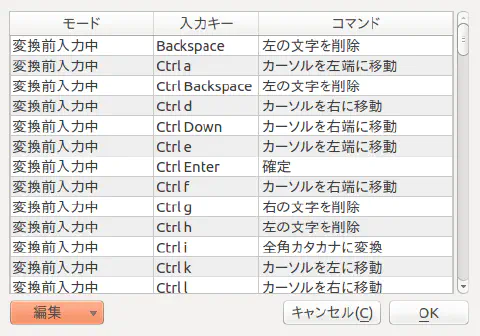 モード 入力キー コマンド
変換前入力中 Backspace 左の文字を削除
変換前入力中 Ctrl a カーソルを左端に移動
変換前入力中 Ctrl Backspace 左の文字を削除
変換前入力中 Ctrl d カーソルを右に移動
変換前入力中 Ctrl Down カーソルを右端に移動
変換前入力中 Ctrl e カーソルを左端に移動
変換前入力中 Ctrl Enter 確定
変換前入力中 Ctrl f カーソルを右端に移動
変換前入力中 Ctrl g 右の文字を削除
変換前入力中 Ctrl h 左の文字を削除
変換前入力中 Ctrl i 全角カタカナに変換
変換前入力中 Ctrl k カーソルを左に移動
変換前入力中 Ctrl l カーソルを右に移動
編集 キャンセル(C) OK